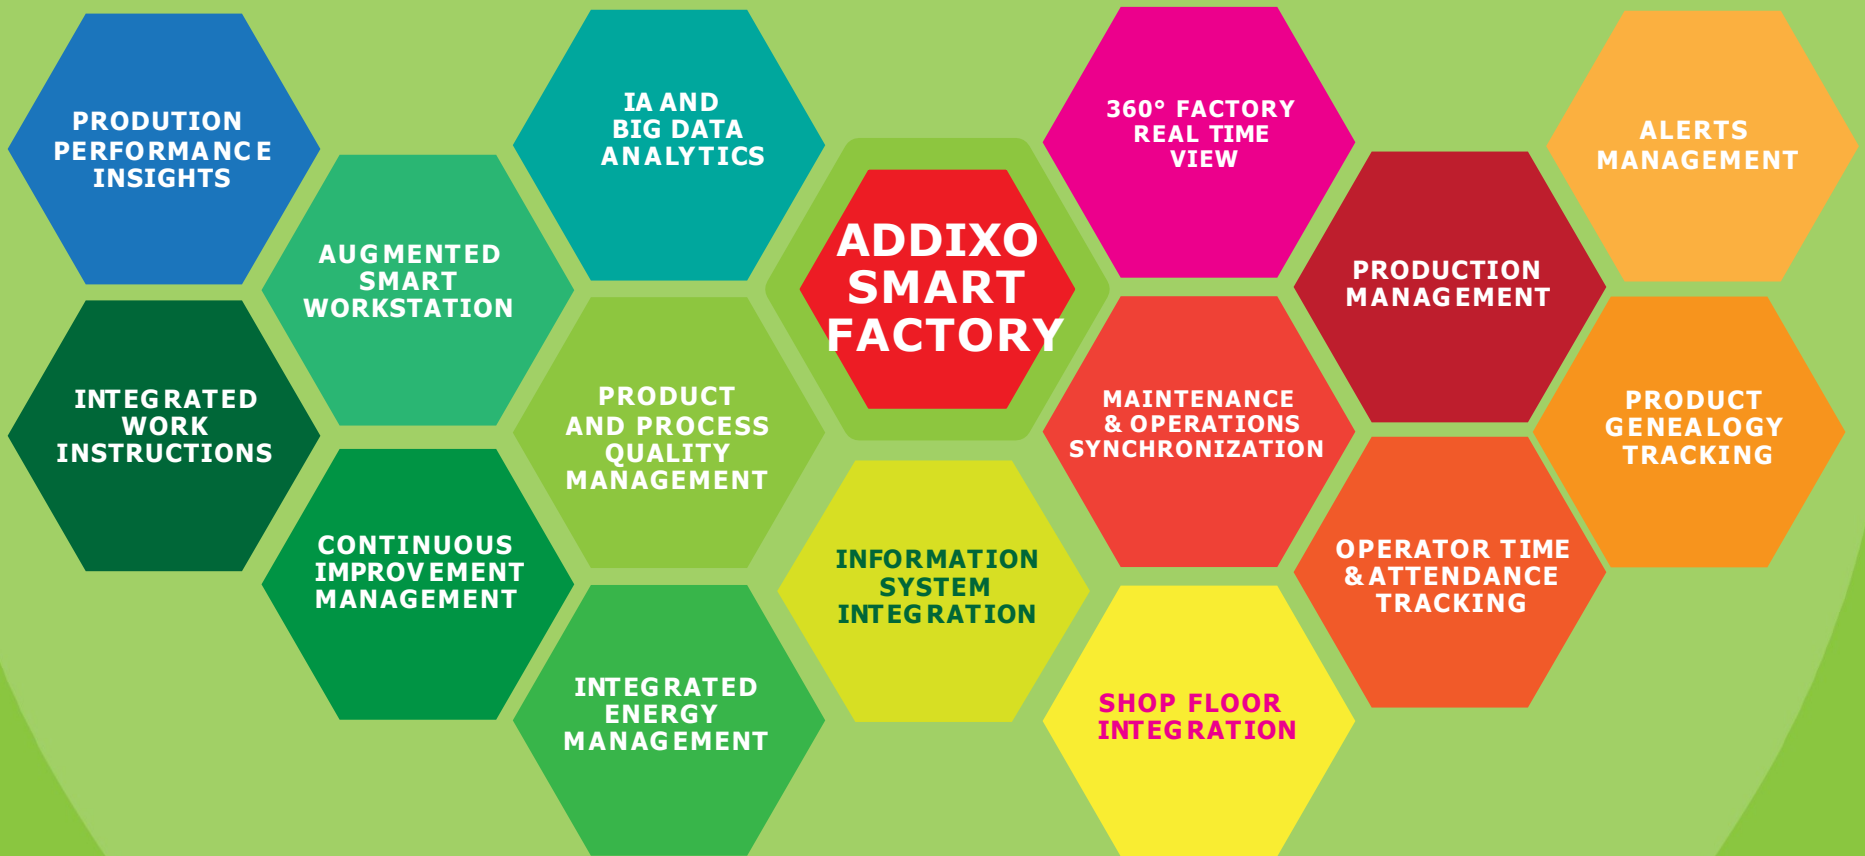 PRODUTION
PERFORMANCE
INSIGHTS
IA AND
BIG DATA
ANALYTICS
360° FACTORY
REAL TIME
VIEW
ALERTS
MANAGEMENT
AUGMENTED
SMART
WORKSTATION
ADDIXO
SMART
FACTORY
PRODUCTION
MANAGEMENT
INTEGRATED
WORK
INSTRUCTIONS
PRODUCT
AND PROCESS
QUALITY
MANAGEMENT
MAINTENANCE
& OPERATIONS
SYNCHRONIZATION
PRODUCT
GENEALOGY
TRACKING
CONTINUOUS
IMPROVEMENT
MANAGEMENT
INFORMATION
SYSTEM
INTEGRATION
OPERATOR TIME
& ATTENDANCE
TRACKING
INTEGRATED
ENERGY
MANAGEMENT
SHOP FLOOR
INTEGRATION